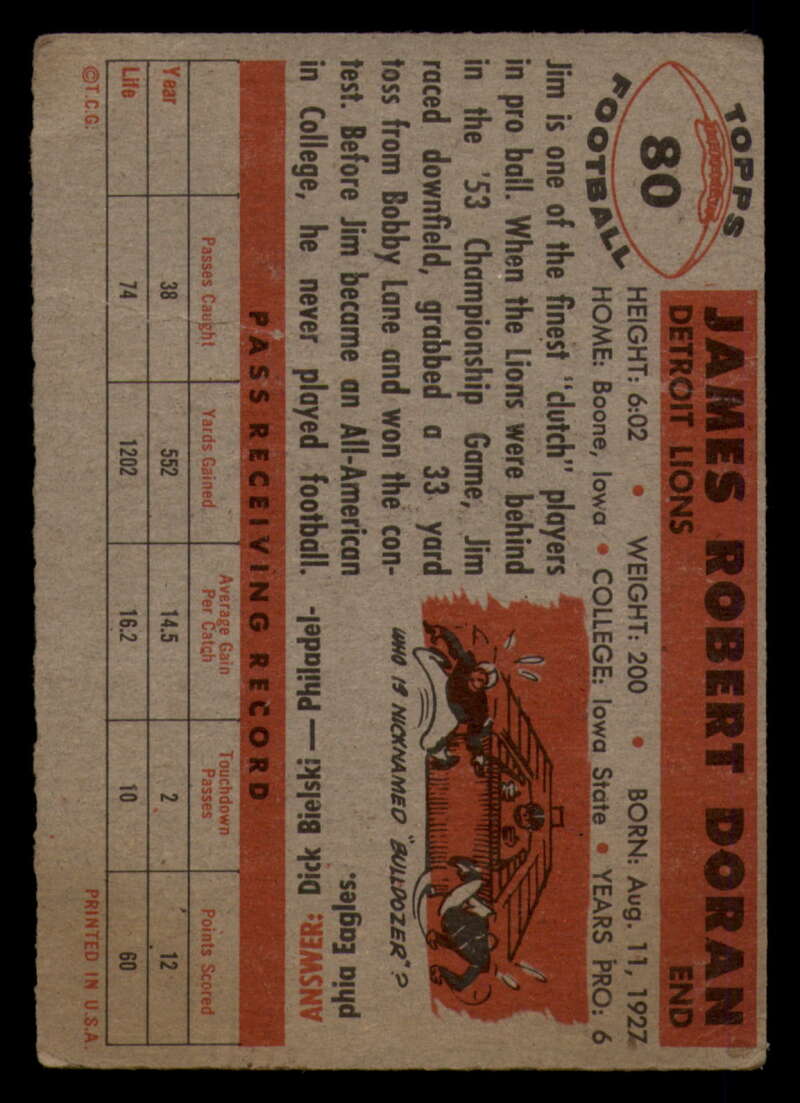 TOPPS
80
FOOTBALL
JAMES ROBERT DORAN
DETROIT LIONS END
HEIGHT: 6:02 • WEIGHT: 200 • BORN: Aug. 11, 1927
HOME: Boone, Iowa • COLLEGE: Iowa State • YEARS PRO: 6
Jim is one of the finest "clutch" players
in pro ball. When the Lions were behind
in the '53 Championship Game, Jim
raced downfield, grabbed a 33 yard
toss from Bobby Lane and won the con-
test. Before Jim became an All-American
in College, he never played football.
WHO IS NICKNAMED "BULLDOZER"?
ANSWER: Dick Bielski — Philadel-
phia Eagles.
PASS RECEIVING RECORD
Passes Caught Yards Gained Average Gain Per Catch Touchdown Passes Points Scored
Year 38 552 14.5 2 12
Life 74 1202 16.2 10 60
©T.C.G. PRINTED IN U.S.A.